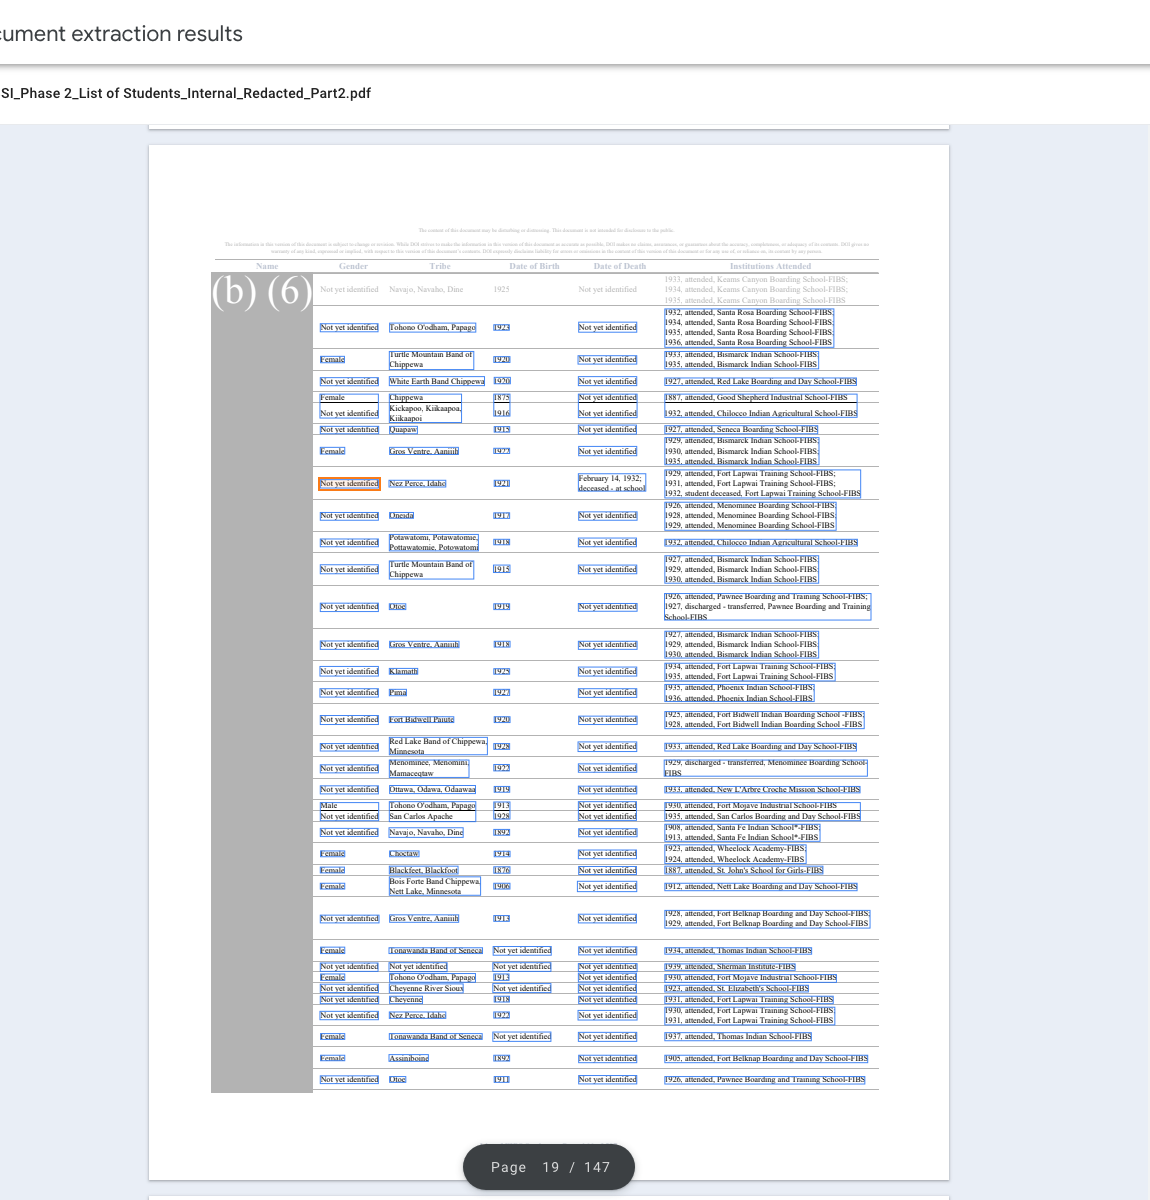 cument extraction results
SI_Phase 2_List of Students_Internal_Redacted_Part2.pdf
The content of this document may be disturbing or distressing. This document is not intended for disclosure to the public.
Name Gender Tribe Date of Birth Date of Death Institutions Attended
(b) (6)
Not yet identified Navajo, Navaho, Dine 1925 Not yet identified 1933, attended, Keams Canyon Boarding School-FIBS;
1934, attended, Keams Canyon Boarding School-FIBS;
1935, attended, Keams Canyon Boarding School-FIBS
Not yet identified Tohono O'odham, Papago 1923 Not yet identified 1932, attended, Santa Rosa Boarding School-FIBS;
1934, attended, Santa Rosa Boarding School-FIBS;
1935, attended, Santa Rosa Boarding School-FIBS;
1936, attended, Santa Rosa Boarding School-FIBS
Female Turtle Mountain Band of Chippewa 1920 Not yet identified 1933, attended, Bismarck Indian School-FIBS;
1935, attended, Bismarck Indian School-FIBS
Not yet identified White Earth Band Chippewa 1920 Not yet identified 1927, attended, Red Lake Boarding and Day School-FIBS
Female Chippewa 1875 Not yet identified 1887, attended, Good Shepherd Industrial School-FIBS
Not yet identified Kickapoo, Kiikaapoa, Kiikaapoi 1916 Not yet identified 1932, attended, Chilocco Indian Agricultural School-FIBS
Not yet identified Quapaw 1915 Not yet identified 1927, attended, Seneca Boarding School-FIBS
Female Gros Ventre, Aaniiih 1922 Not yet identified 1929, attended, Bismarck Indian School-FIBS;
1930, attended, Bismarck Indian School-FIBS;
1935, attended, Bismarck Indian School-FIBS
Not yet identified Nez Perce, Idaho 1921 February 14, 1932; deceased - at school 1929, attended, Fort Lapwai Training School-FIBS;
1931, attended, Fort Lapwai Training School-FIBS;
1932, student deceased, Fort Lapwai Training School-FIBS
Not yet identified Oneida 1917 Not yet identified 1926, attended, Menominee Boarding School-FIBS;
1928, attended, Menominee Boarding School-FIBS;
1929, attended, Menominee Boarding School-FIBS
Not yet identified Potawatomi, Potawatomie, Pottawatomie, Potowatomi 1918 Not yet identified 1932, attended, Chilocco Indian Agricultural School-FIBS
Not yet identified Turtle Mountain Band of Chippewa 1915 Not yet identified 1927, attended, Bismarck Indian School-FIBS;
1929, attended, Bismarck Indian School-FIBS;
1930, attended, Bismarck Indian School-FIBS
Not yet identified Otoe 1919 Not yet identified 1926, attended, Pawnee Boarding and Training School-FIBS;
1927, discharged - transferred, Pawnee Boarding and Training
School-FIBS
Not yet identified Gros Ventre, Aaniiih 1918 Not yet identified 1927, attended, Bismarck Indian School-FIBS;
1929, attended, Bismarck Indian School-FIBS;
1930, attended, Bismarck Indian School-FIBS
Not yet identified Klamath 1925 Not yet identified 1934, attended, Fort Lapwai Training School-FIBS;
1935, attended, Fort Lapwai Training School-FIBS
Not yet identified Pima 1927 Not yet identified 1935, attended, Phoenix Indian School-FIBS;
1936, attended, Phoenix Indian School-FIBS
Not yet identified Fort Bidwell Paiute 1920 Not yet identified 1925, attended, Fort Bidwell Indian Boarding School -FIBS;
1928, attended, Fort Bidwell Indian Boarding School -FIBS
Not yet identified Red Lake Band of Chippewa, Minnesota 1928 Not yet identified 1933, attended, Red Lake Boarding and Day School-FIBS
Not yet identified Menominee, Menomini, Mamaceqtaw 1922 Not yet identified 1929, discharged - transferred, Menominee Boarding School-
FIBS
Not yet identified Ottawa, Odawa, Odaawaa 1919 Not yet identified 1933, attended, New L'Arbre Croche Mission School-FIBS
Male Tohono O'odham, Papago 1913 Not yet identified 1930, attended, Fort Mojave Industrial School-FIBS
Not yet identified San Carlos Apache 1928 Not yet identified 1935, attended, San Carlos Boarding and Day School-FIBS
Not yet identified Navajo, Navaho, Dine 1892 Not yet identified 1908, attended, Santa Fe Indian School*-FIBS;
1913, attended, Santa Fe Indian School*-FIBS
Female Choctaw 1914 Not yet identified 1923, attended, Wheelock Academy-FIBS;
1924, attended, Wheelock Academy-FIBS
Female Blackfeet, Blackfoot 1876 Not yet identified 1887, attended, St. John's School for Girls-FIBS
Female Bois Forte Band Chippewa, Nett Lake, Minnesota 1906 Not yet identified 1912, attended, Nett Lake Boarding and Day School-FIBS
Not yet identified Gros Ventre, Aaniiih 1913 Not yet identified 1928, attended, Fort Belknap Boarding and Day School-FIBS;
1929, attended, Fort Belknap Boarding and Day School-FIBS
Female Tonawanda Band of Seneca Not yet identified Not yet identified 1934, attended, Thomas Indian School-FIBS
Not yet identified Not yet identified Not yet identified Not yet identified 1939, attended, Sherman Institute-FIBS
Female Tohono O'odham, Papago 1912 Not yet identified 1930, attended, Fort Mojave Industrial School-FIBS
Not yet identified Cheyenne River Sioux Not yet identified Not yet identified 1923, attended, St. Elizabeth's School-FIBS
Not yet identified Cheyenne 1918 Not yet identified 1931, attended, Fort Lapwai Training School-FIBS
Not yet identified Nez Perce, Idaho 1922 Not yet identified 1930, attended, Fort Lapwai Training School-FIBS;
1931, attended, Fort Lapwai Training School-FIBS
Female Tonawanda Band of Seneca Not yet identified Not yet identified 1937, attended, Thomas Indian School-FIBS
Female Assiniboine 1892 Not yet identified 1905, attended, Fort Belknap Boarding and Day School-FIBS
Not yet identified Otoe 1911 Not yet identified 1926, attended, Pawnee Boarding and Training School-FIBS
Page 19 / 147